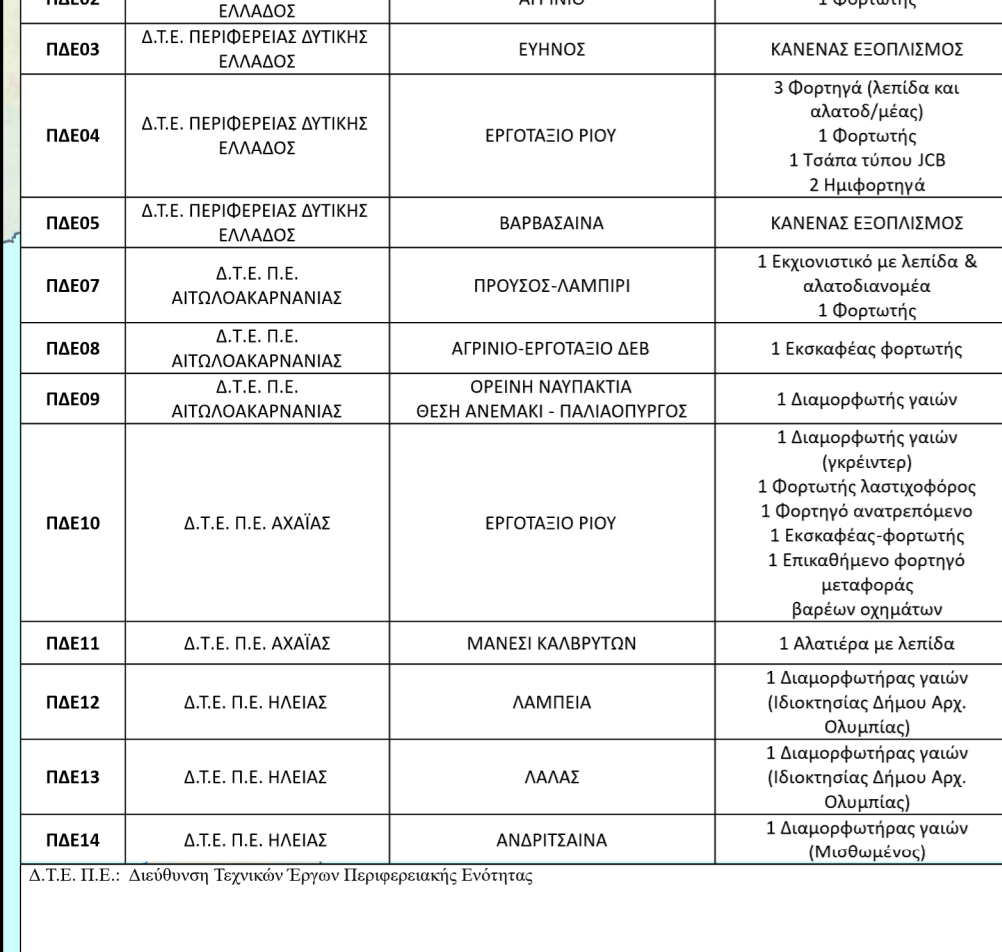 ΠΔΕ02
ΕΛΛΑΔΟΣ
ΑΓΡΙΝΙΟ
1 Φορτωτής
ΠΔΕ03
Δ.Τ.Ε. ΠΕΡΙΦΕΡΕΙΑΣ ΔΥΤΙΚΗΣ
ΕΛΛΑΔΟΣ
ΕΥΗΝΟΣ
ΚΑΝΕΝΑΣ ΕΞΟΠΛΙΣΜΟΣ
ΠΔΕ04
Δ.Τ.Ε. ΠΕΡΙΦΕΡΕΙΑΣ ΔΥΤΙΚΗΣ
ΕΛΛΑΔΟΣ
ΕΡΓΟΤΑΞΙΟ ΡΙΟΥ
3 Φορτηγά (λεπίδα και
αλατοδ/μέας)
1 Φορτωτής
1 Τσάπα τύπου JCB
2 Ημιφορτηγά
ΠΔΕ05
Δ.Τ.Ε. ΠΕΡΙΦΕΡΕΙΑΣ ΔΥΤΙΚΗΣ
ΕΛΛΑΔΟΣ
ΒΑΡΒΑΣΑΙΝΑ
ΚΑΝΕΝΑΣ ΕΞΟΠΛΙΣΜΟΣ
ΠΔΕ07
Δ.Τ.Ε. Π.Ε.
ΑΙΤΩΛΟΑΚΑΡΝΑΝΙΑΣ
ΠΡΟΥΣΟΣ-ΛΑΜΠΙΡΙ
1 Εκχιονιστικό με λεπίδα &
αλατοδιανομέα
1 Φορτωτής
ΠΔΕ08
Δ.Τ.Ε. Π.Ε.
ΑΙΤΩΛΟΑΚΑΡΝΑΝΙΑΣ
ΑΓΡΙΝΙΟ-ΕΡΓΟΤΑΞΙΟ ΔΕΒ
1 Εκσκαφέας φορτωτής
ΠΔΕ09
Δ.Τ.Ε. Π.Ε.
ΑΙΤΩΛΟΑΚΑΡΝΑΝΙΑΣ
ΟΡΕΙΝΗ ΝΑΥΠΑΚΤΙΑ
ΘΕΣΗ ΑΝΕΜΑΚΙ - ΠΑΛΙΑΟΠΥΡΓΟΣ
1 Διαμορφωτής γαιών
ΠΔΕ10
Δ.Τ.Ε. Π.Ε. ΑΧΑΪΑΣ
ΕΡΓΟΤΑΞΙΟ ΡΙΟΥ
1 Διαμορφωτής γαιών
(γκρέιντερ)
1 Φορτωτής λαστιχοφόρος
1 Φορτηγό ανατρεπόμενο
1 Εκσκαφέας-φορτωτής
1 Επικαθήμενο φορτηγό
μεταφοράς
βαρέων οχημάτων
ΠΔΕ11
Δ.Τ.Ε. Π.Ε. ΑΧΑΪΑΣ
ΜΑΝΕΣΙ ΚΑΛΒΡΥΤΩΝ
1 Αλατιέρα με λεπίδα
ΠΔΕ12
Δ.Τ.Ε. Π.Ε. ΗΛΕΙΑΣ
ΛΑΜΠΕΙΑ
1 Διαμορφωτήρας γαιών
(Ιδιοκτησίας Δήμου Αρχ.
Ολυμπίας)
ΠΔΕ13
Δ.Τ.Ε. Π.Ε. ΗΛΕΙΑΣ
ΛΑΛΑΣ
1 Διαμορφωτήρας γαιών
(Ιδιοκτησίας Δήμου Αρχ.
Ολυμπίας)
ΠΔΕ14
Δ.Τ.Ε. Π.Ε. ΗΛΕΙΑΣ
ΑΝΔΡΙΤΣΑΙΝΑ
1 Διαμορφωτήρας γαιών
(Μισθωμένος)
Δ.Τ.Ε. Π.Ε.: Διεύθυνση Τεχνικών Έργων Περιφερειακής Ενότητας